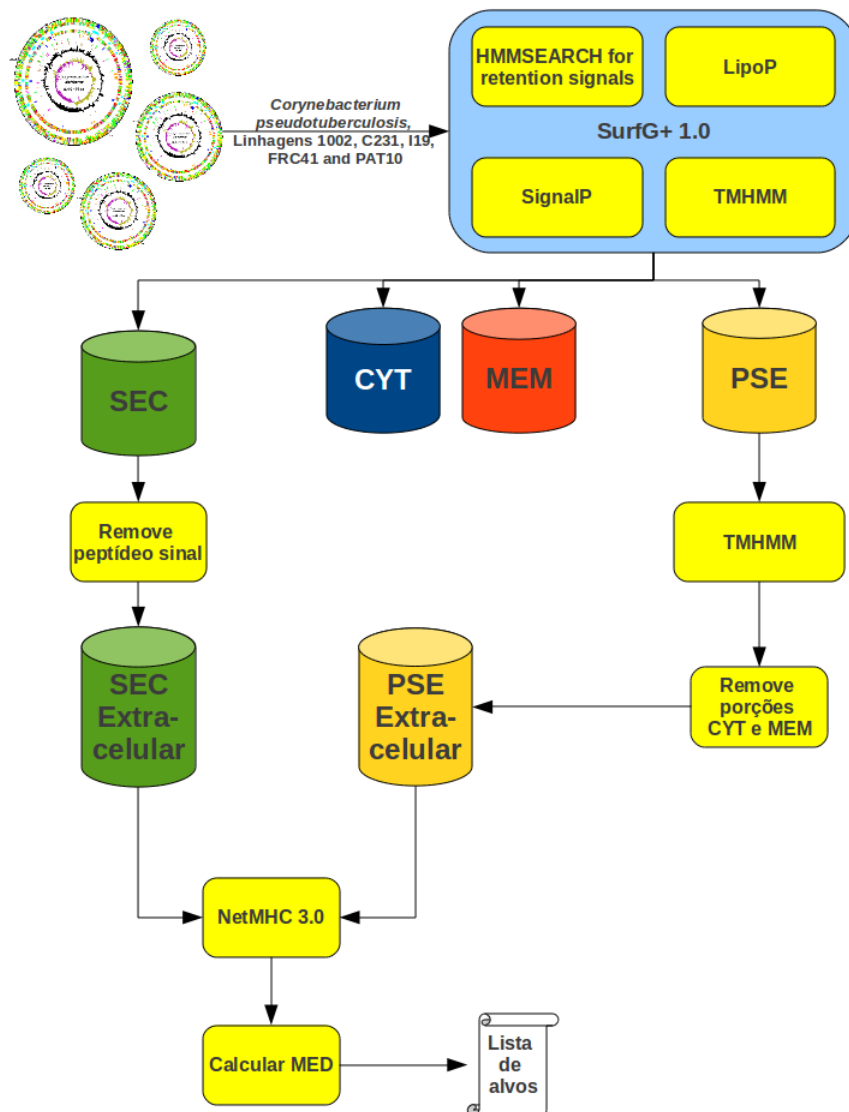 Corynebacterium
pseudotuberculosis,
Linhagens 1002, C231, I19,
FRC41 and PAT10
HMMSEARCH for
retention signals
LipoP
SurfG+ 1.0
SignalP
TMHMM
SEC
CYT
MEM
PSE
Remove
peptídeo sinal
TMHMM
SEC
Extra-
celular
PSE
Extra-
celular
Remove
porções
CYT e MEM
NetMHC 3.0
Calcular MED
Lista
de
alvos